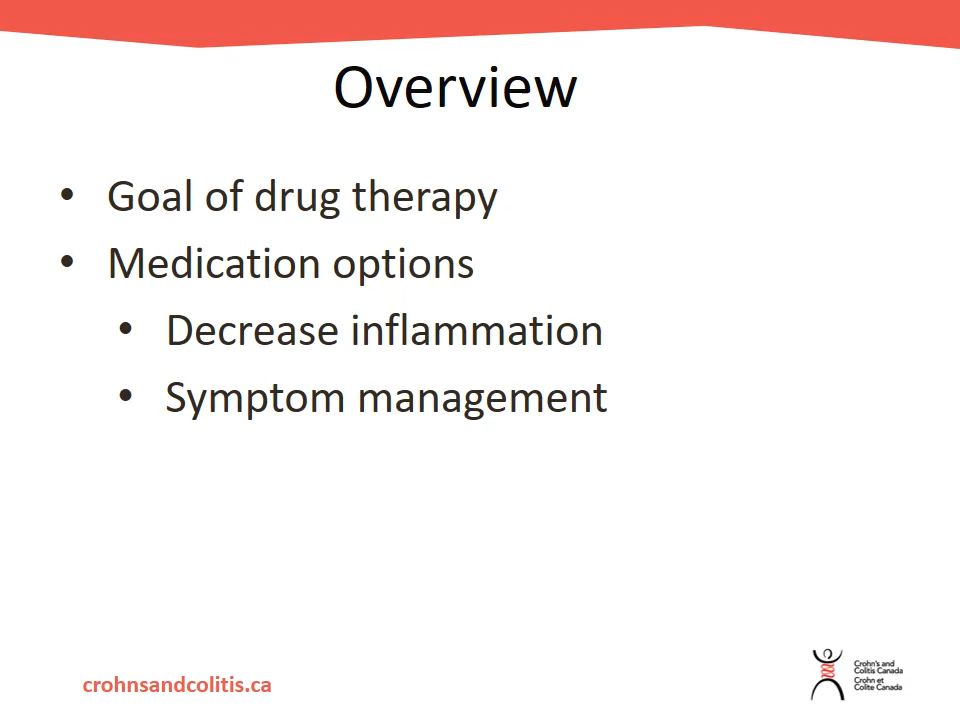 Overview
• Goal of drug therapy
• Medication options
• Decrease inflammation
• Symptom management
crohnsandcolitis.ca
Crohn's and
Colitis Canada
Crohn et
Colite Canada